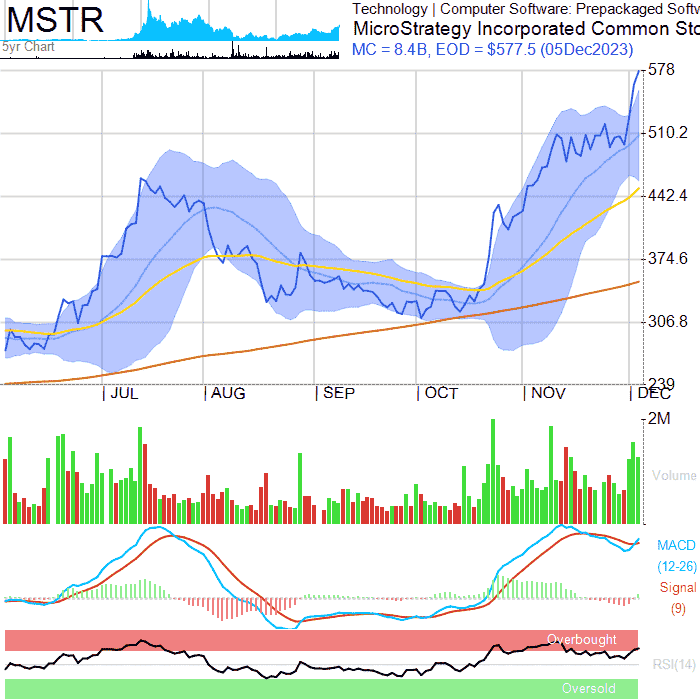 MSTR
5yr Chart
Technology | Computer Software: Prepackaged Softw
MicroStrategy Incorporated Common Sto
MC = 8.4B, EOD = $577.5 (05Dec2023)
578
510.2
442.4
374.6
306.8
239
JUL AUG SEP OCT NOV DEC
2M
Volume
MACD
(12-26)
Signal
(9)
Overbought
RSI(14)
Oversold